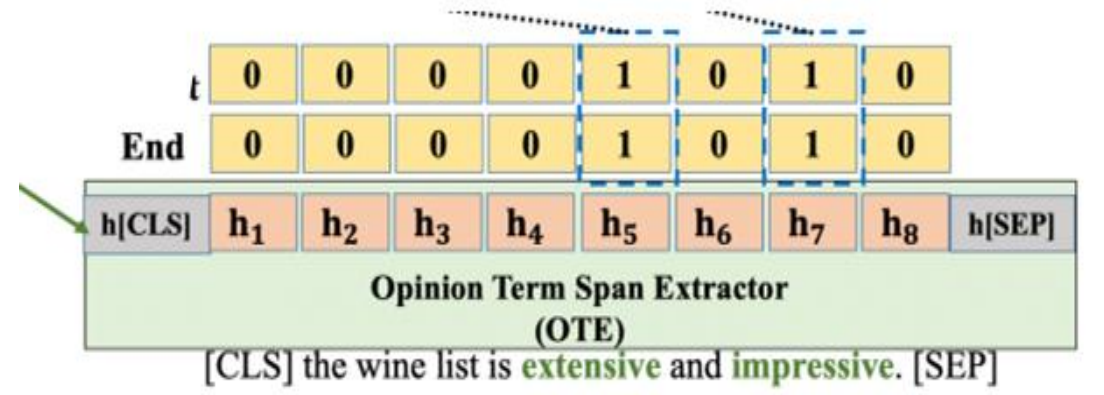 t 0 0 0 0 1 0 1 0
End 0 0 0 0 1 0 1 0
h[CLS] h₁ h₂ h₃ h₄ h₅ h₆ h₇ h₈ h[SEP]
Opinion Term Span Extractor
(OTE)
[CLS] the wine list is extensive and impressive. [SEP]